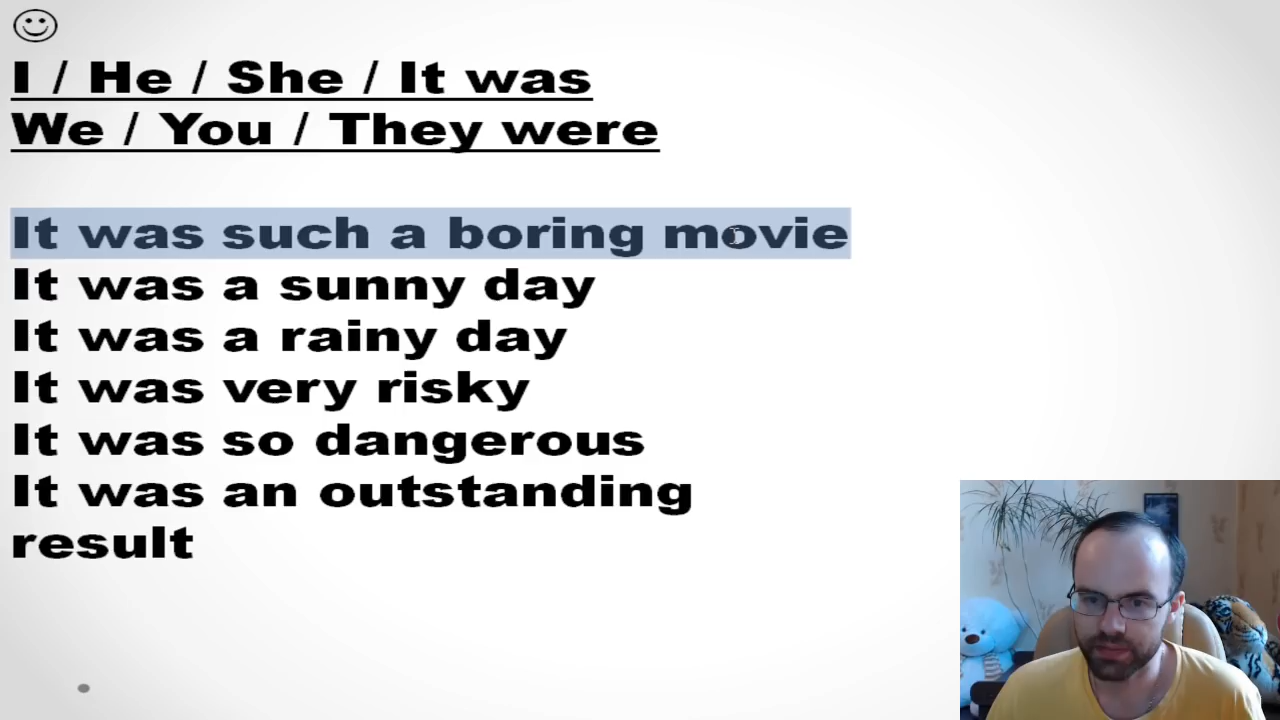 I / He / She / It was
We / You / They were
It was such a boring movie
It was a sunny day
It was a rainy day
It was very risky
It was so dangerous
It was an outstanding
result